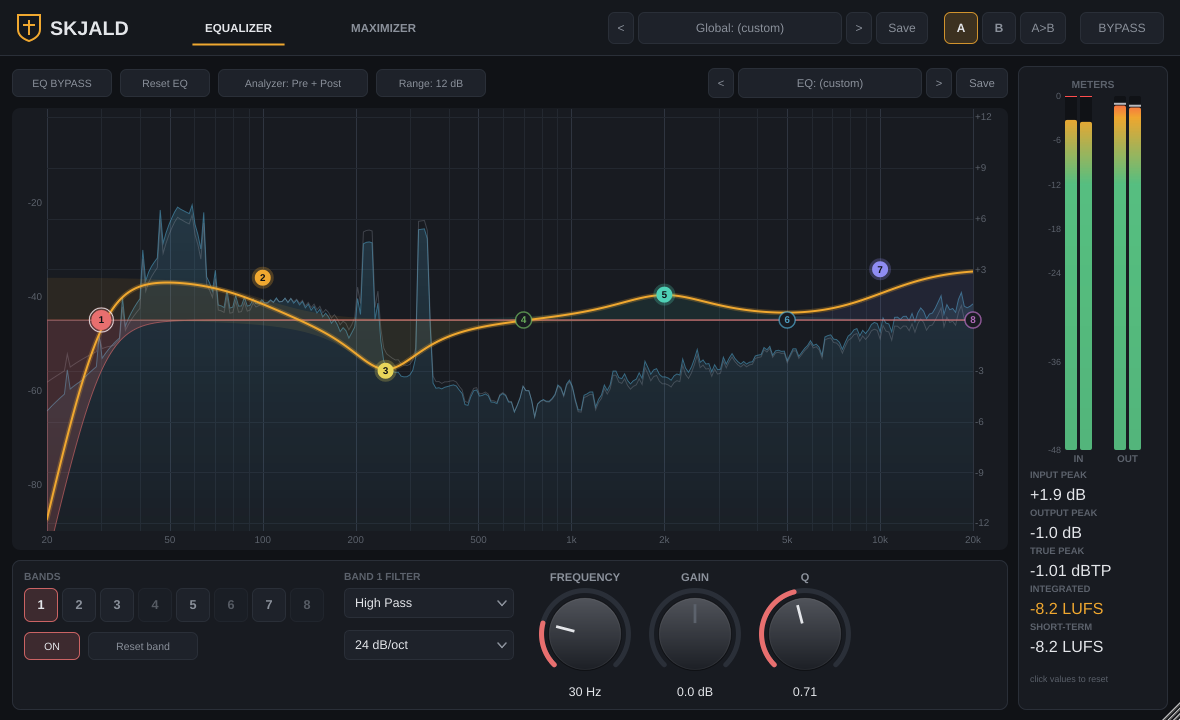 SKJALD
EQUALIZER
MAXIMIZER
<
Global: (custom)
>
Save
A
B
A>B
BYPASS
EQ BYPASS
Reset EQ
Analyzer: Pre + Post
Range: 12 dB
<
EQ: (custom)
>
Save
+12
+9
+6
+3
-3
-6
-9
-12
-20
-40
-60
-80
1
2
3
4
5
6
7
8
20
50
100
200
500
1k
2k
5k
10k
20k
METERS
0
-6
-12
-18
-24
-36
-48
IN
OUT
INPUT PEAK
+1.9 dB
OUTPUT PEAK
-1.0 dB
TRUE PEAK
-1.01 dBTP
INTEGRATED
-8.2 LUFS
SHORT-TERM
-8.2 LUFS
click values to reset
BANDS
1
2
3
4
5
6
7
8
ON
Reset band
BAND 1 FILTER
High Pass
24 dB/oct
FREQUENCY
30 Hz
GAIN
0.0 dB
Q
0.71